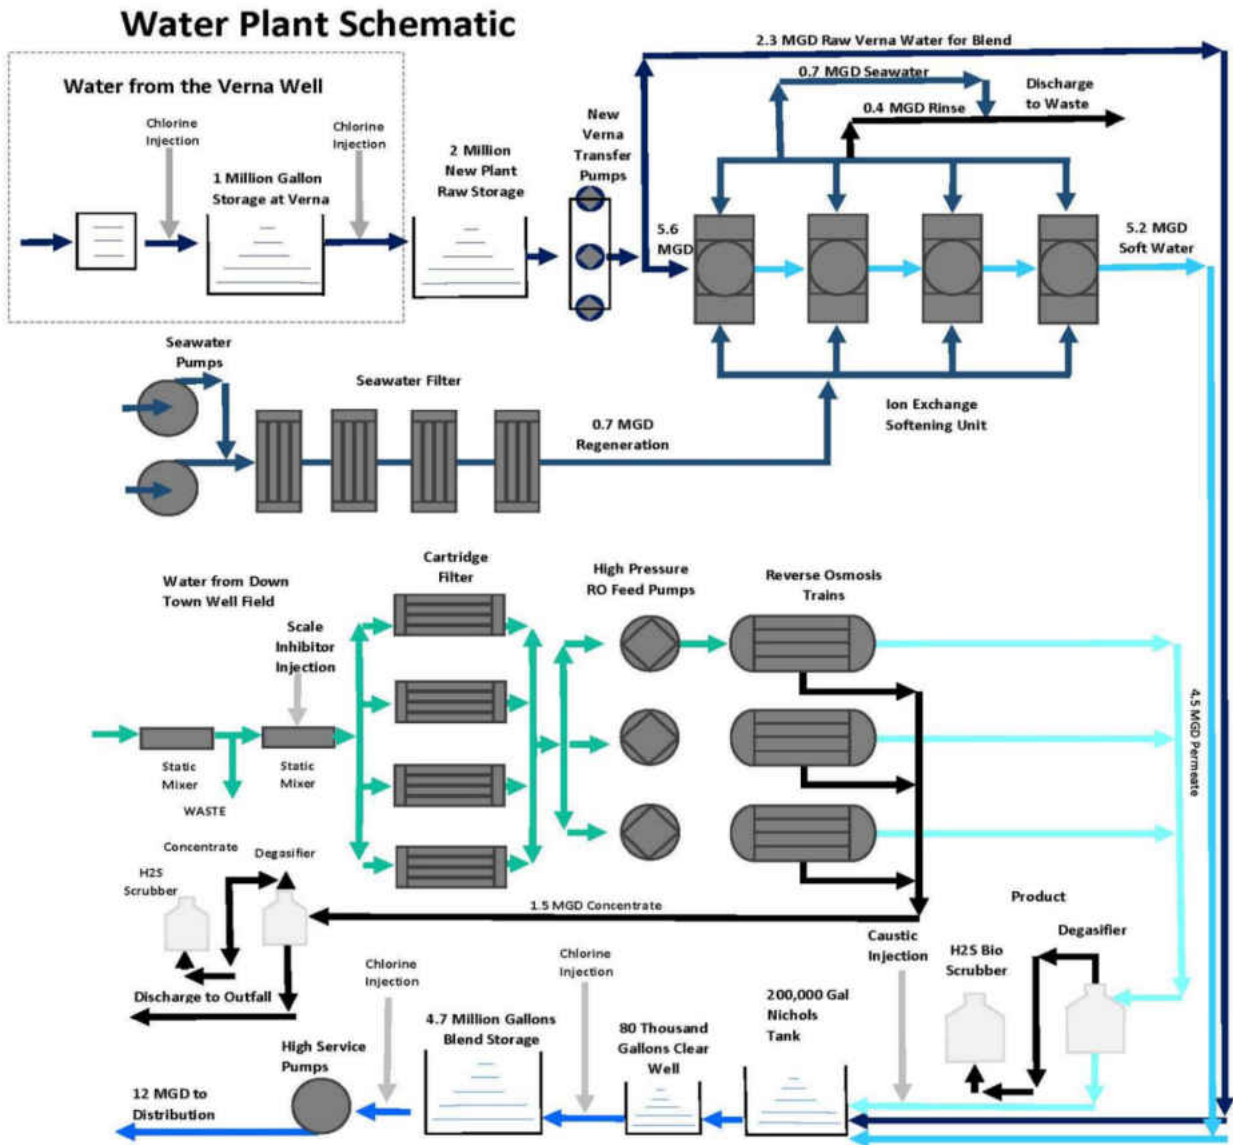 Water Plant Schematic
2.3 MGD Raw Verna Water for Blend
Water from the Verna Well
0.7 MGD Seawater
0.4 MGD Rinse
Discharge
to Waste
Chlorine
Injection
Chlorine
Injection
1 Million Gallon
Storage at Verna
2 Million
New Plant
Raw Storage
New
Verna
Transfer
Pumps
5.6
MGD
5.2 MGD
Soft Water
Seawater
Pumps
Seawater Filter
0.7 MGD
Regeneration
Ion Exchange
Softening Unit
Water from Down
Town Well Field
Scale
Inhibitor
Injection
Cartridge
Filter
High Pressure
RO Feed Pumps
Reverse Osmosis
Trains
4.5 MGD Permeate
Static
Mixer
Static
Mixer
WASTE
Concentrate
H2S
Scrubber
Degasifier
1.5 MGD Concentrate
Product
Caustic
Injection
H2S Bio
Scrubber
Degasifier
Discharge to Outfall
Chlorine
Injection
Chlorine
Injection
200,000 Gal
Nichols
Tank
4.7 Million Gallons
Blend Storage
80 Thousand
Gallons Clear
Well
High Service
Pumps
12 MGD to
Distribution